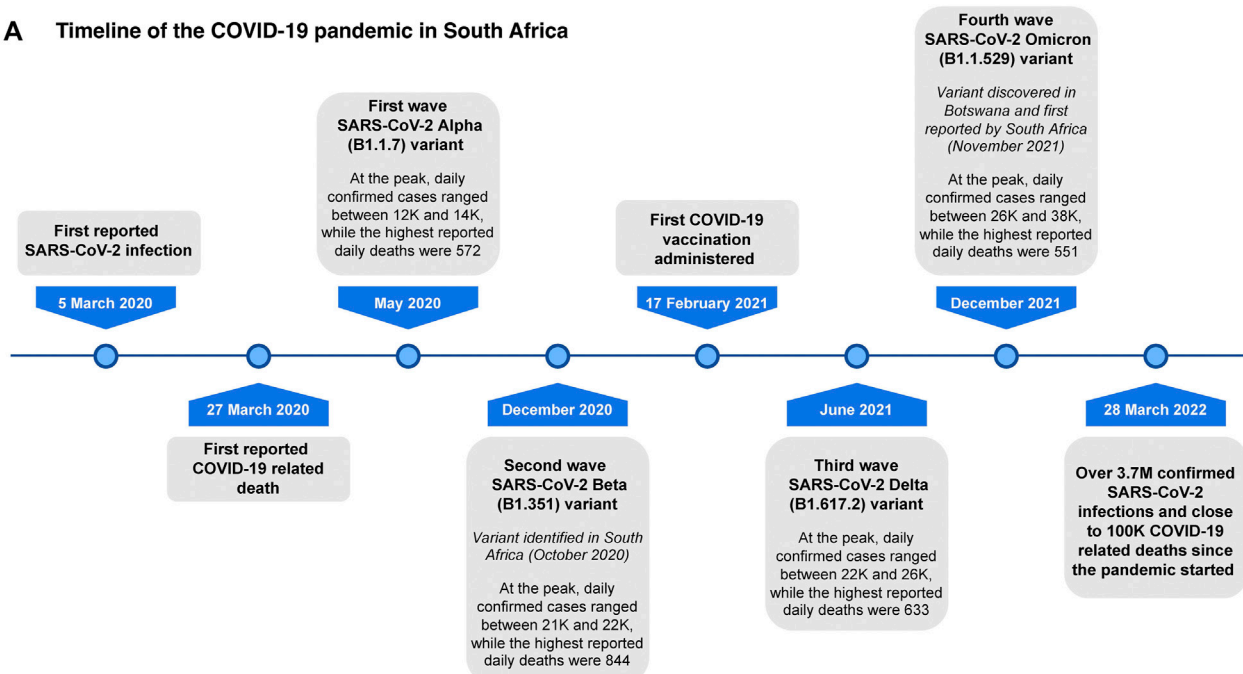 A Timeline of the COVID-19 pandemic in South Africa
First reported
SARS-CoV-2 infection
5 March 2020
27 March 2020
First reported
COVID-19 related
death
First wave
SARS-CoV-2 Alpha
(B1.1.7) variant
At the peak, daily
confirmed cases ranged
between 12K and 14K,
while the highest reported
daily deaths were 572
May 2020
December 2020
Second wave
SARS-CoV-2 Beta
(B1.351) variant
Variant identified in South
Africa (October 2020)
At the peak, daily
confirmed cases ranged
between 21K and 22K,
while the highest reported
daily deaths were 844
First COVID-19
vaccination
administered
17 February 2021
June 2021
Third wave
SARS-CoV-2 Delta
(B1.617.2) variant
At the peak, daily
confirmed cases ranged
between 22K and 26K,
while the highest reported
daily deaths were 633
Fourth wave
SARS-CoV-2 Omicron
(B1.1.529) variant
Variant discovered in
Botswana and first
reported by South Africa
(November 2021)
At the peak, daily
confirmed cases ranged
between 26K and 38K,
while the highest reported
daily deaths were 551
December 2021
28 March 2022
Over 3.7M confirmed
SARS-CoV-2
infections and close
to 100K COVID-19
related deaths since
the pandemic started